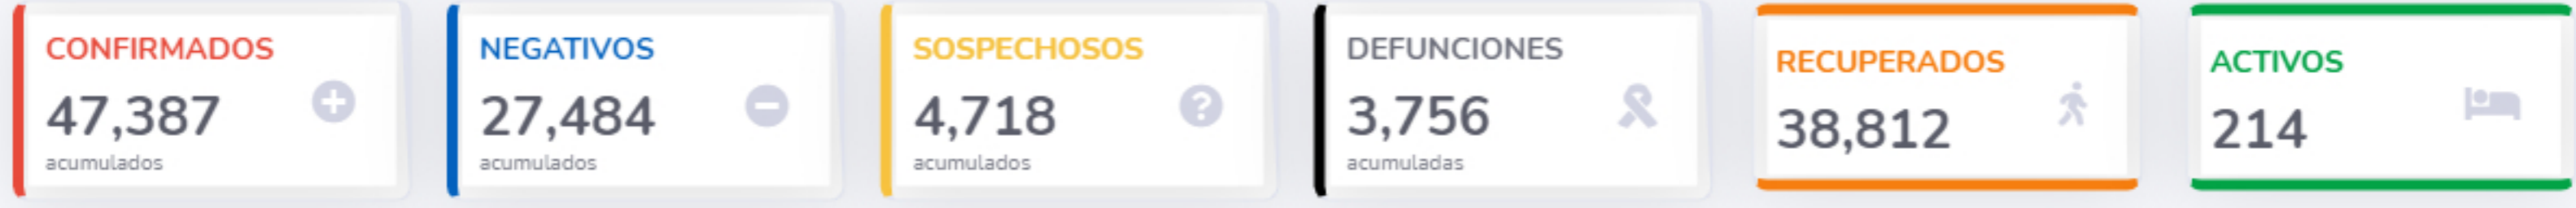 CONFIRMADOS
47,387
acumulados
NEGATIVOS
27,484
acumulados
SOSPECHOSOS
4,718
acumulados
DEFUNCIONES
3,756
acumuladas
RECUPERADOS
38,812
ACTIVOS
214